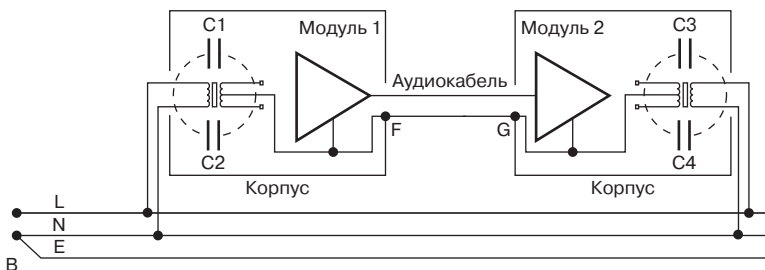 C1
Модуль 1
Модуль 2
C3
Аудиокабель
F
G
C2
C4
Корпус
Корпус
L
N
E
B